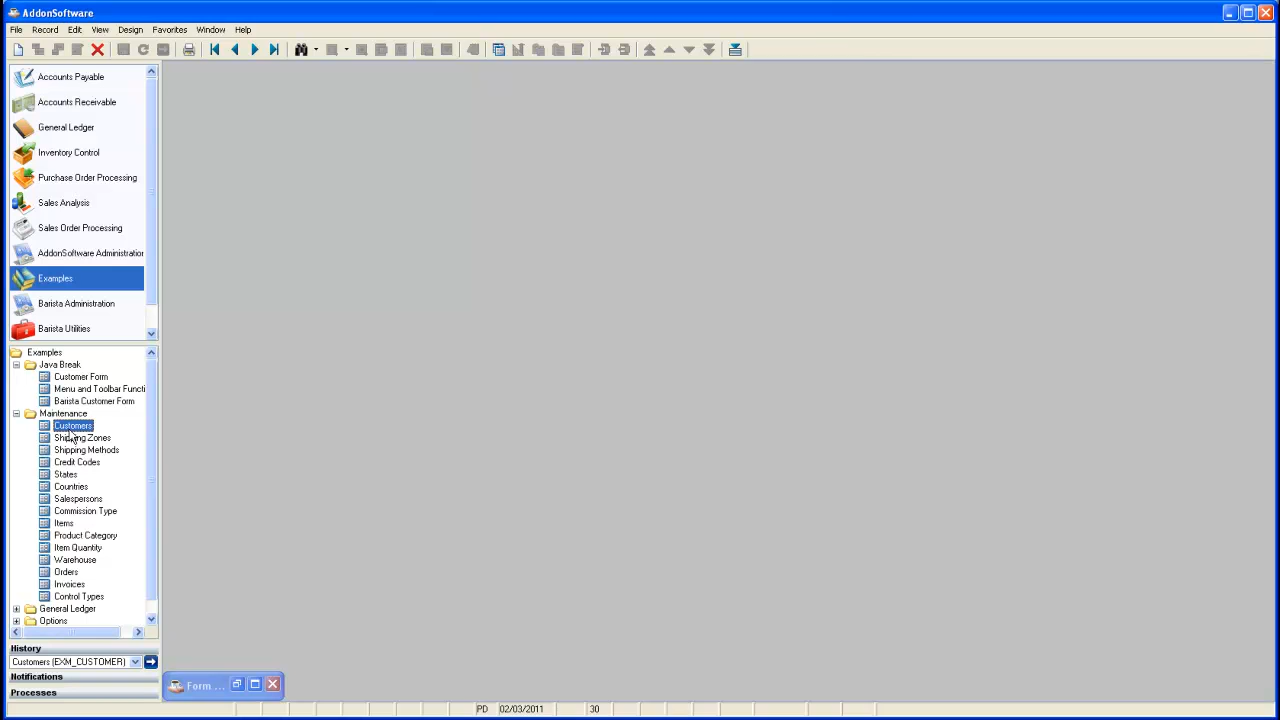 AddonSoftware
File Record Edit View Design Favorites Window Help
Accounts Payable
Accounts Receivable
General Ledger
Inventory Control
Purchase Order Processing
Sales Analysis
Sales Order Processing
AddonSoftware Administratior
Examples
Barista Administration
Barista Utilities
Examples
Java Break
Customer Form
Menu and Toolbar Functi
Barista Customer Form
Maintenance
Customers
Shipping Zones
Shipping Methods
Credit Codes
States
Countries
Salespersons
Commission Type
Items
Product Category
Item Quantity
Warehouse
Orders
Invoices
Control Types
General Ledger
Options
History
Customers (EXM_CUSTOMER)
Form ...
Notifications
Processes
PD 02/03/2011 30